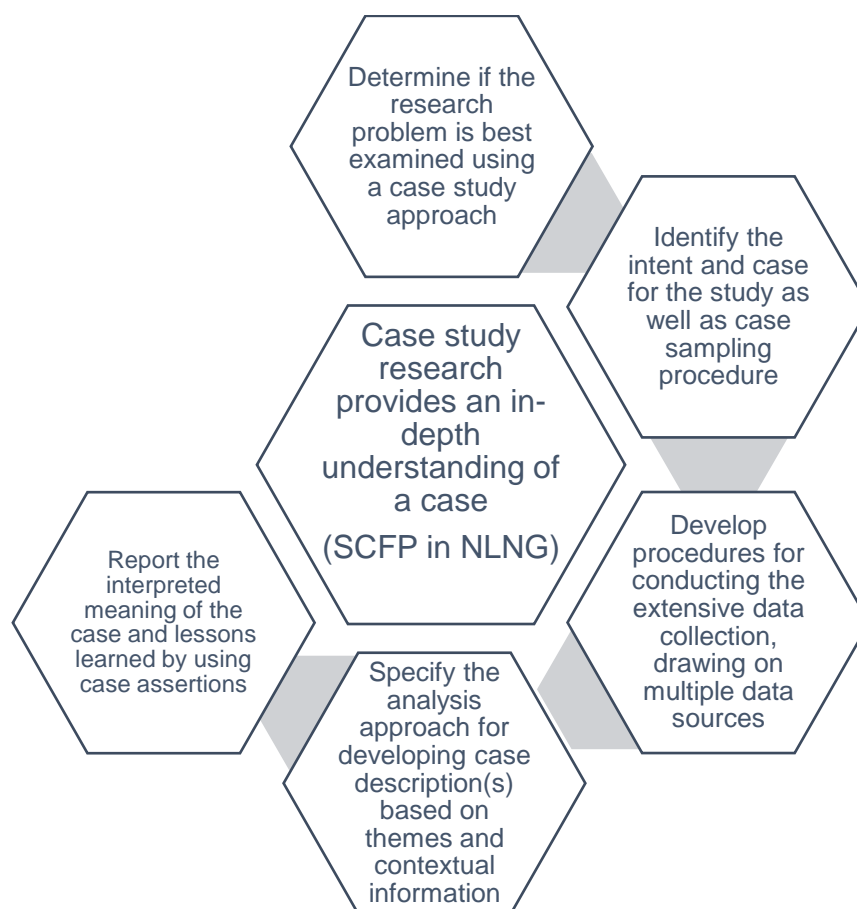 Determine if the
research
problem is best
examined using
a case study
approach
Identify the
intent and case
for the study as
well as case
sampling
procedure
Case study
research
provides an in-
depth
understanding of
a case
(SCFP in NLNG)
Develop
procedures for
conducting the
extensive data
collection,
drawing on
multiple data
sources
Specify the
analysis
approach for
developing case
description(s)
based on
themes and
contextual
information
Report the
interpreted
meaning of the
case and lessons
learned by using
case assertions